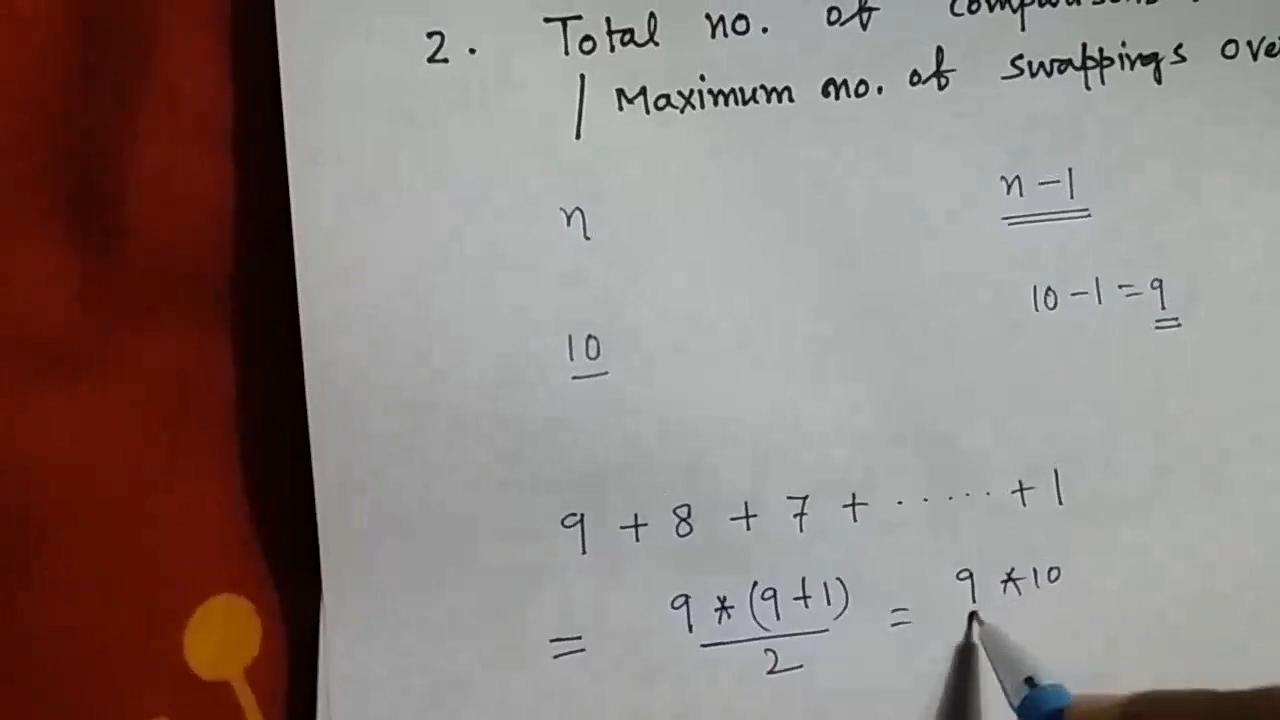 2. Total no. of
| Maximum no. of swappings
n
n-1
10
10-1=9
9 + 8 + 7 + ..... + 1
= 9*(9+1)/2 = 9*10